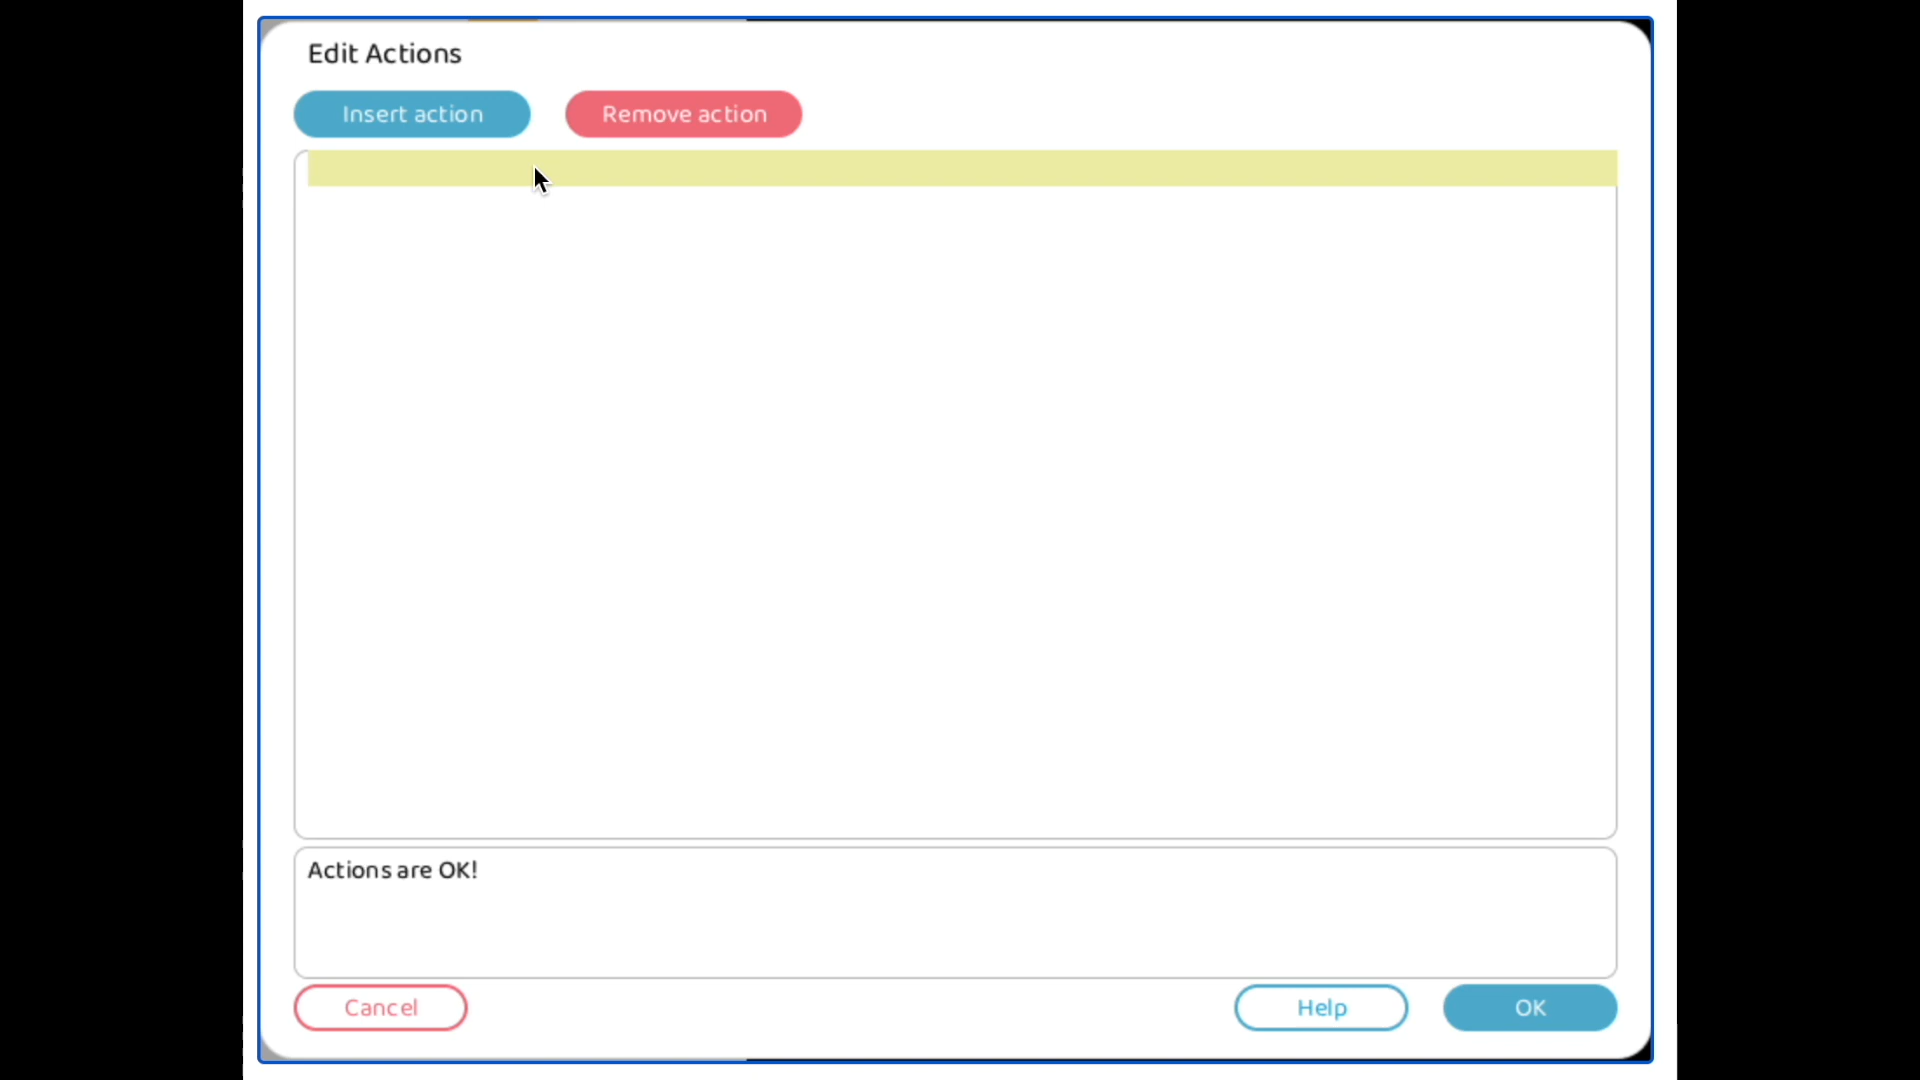 Edit Actions
Insert action
Remove action
Actions are OK!
Cancel
Help
OK